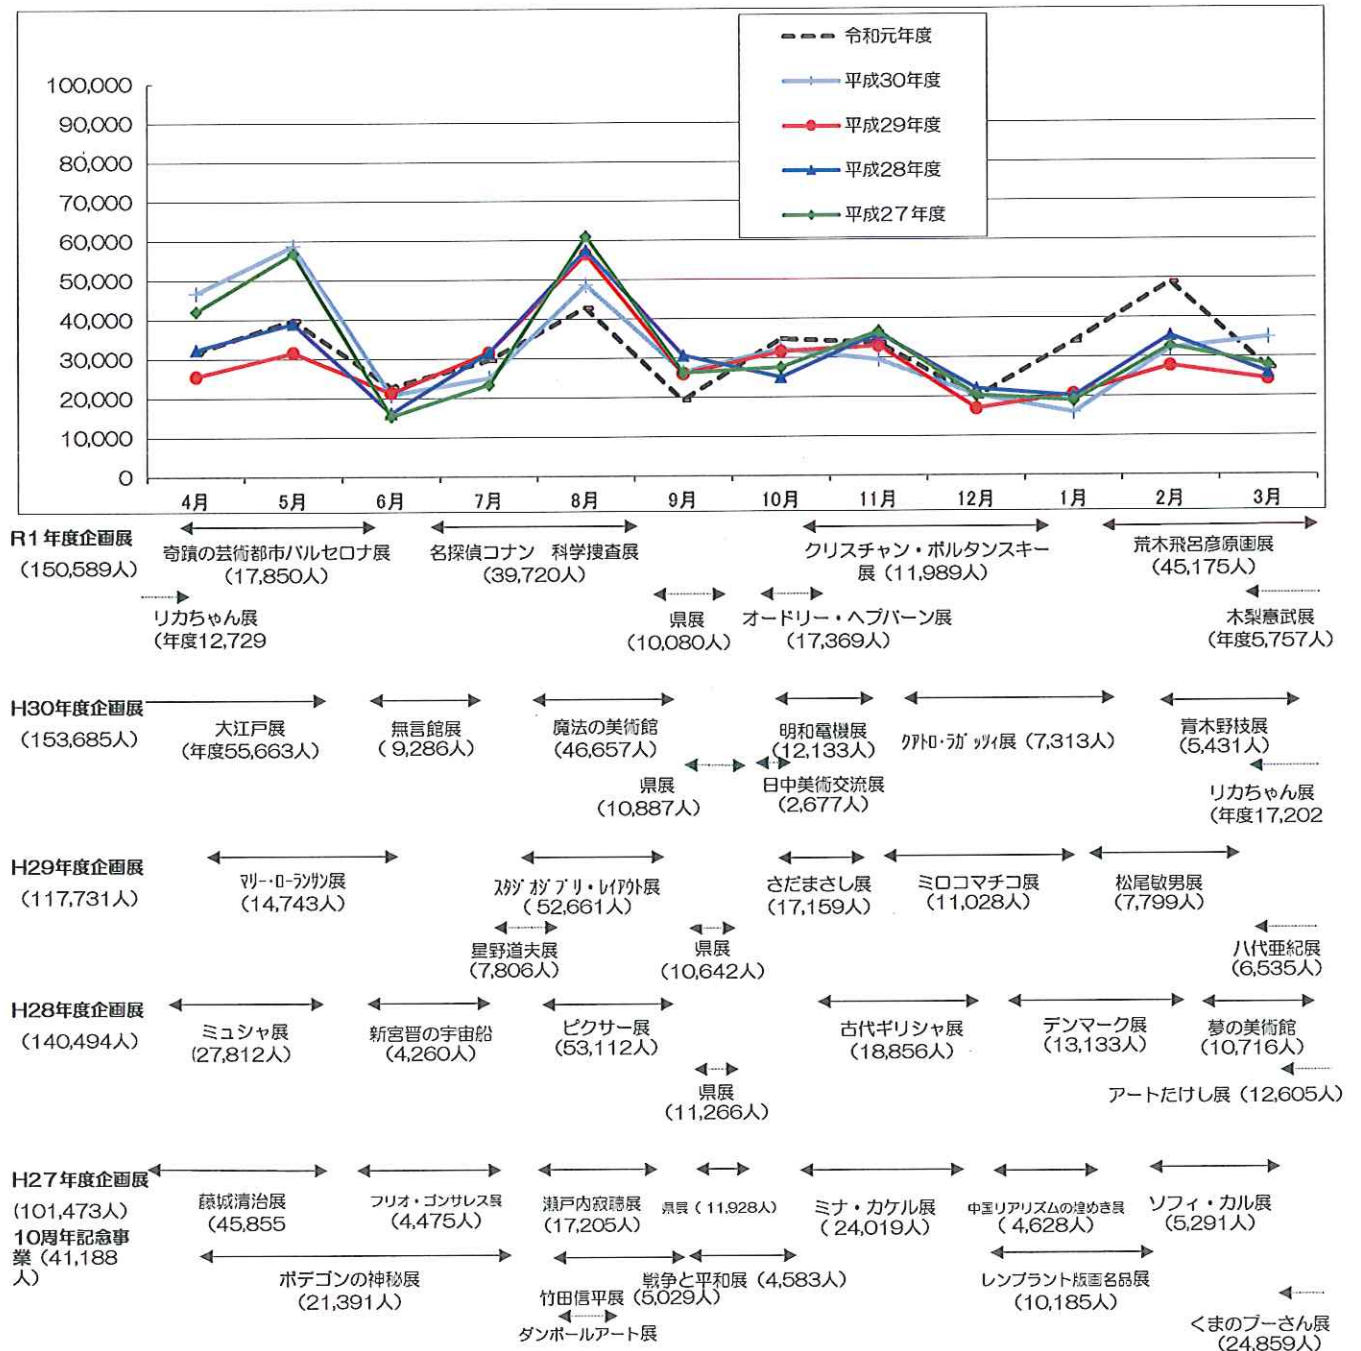 令和元年度
平成30年度
平成29年度
平成28年度
平成27年度
100,000
90,000
80,000
70,000
60,000
50,000
40,000
30,000
20,000
10,000
0
4月 5月 6月 7月 8月 9月 10月 11月 12月 1月 2月 3月
R1年度企画展
(150,589人)
奇蹟の芸術都市バルセロナ展
(17,850人)
名探偵コナン 科学捜査展
(39,720人)
クリスチャン・ボルタンスキー
展(11,989人)
荒木飛呂彦原画展
(45,175人)
リカちゃん展
(年度12,729
県展
(10,080人)
オードリー・ヘプバーン展
(17,369人)
木梨憲武展
(年度5,757人)
H30年度企画展
(153,685人)
大江戸展
(年度55,663人)
無言館展
(9,286人)
魔法の美術館
(46,657人)
明和電機展
(12,133人)
クアトロ・ラガッツィ展(7,313人)
青木野枝展
(5,431人)
県展
(10,887人)
日中美術交流展
(2,677人)
リカちゃん展
(年度17,202
H29年度企画展
(117,731人)
マリー・ローランサン展
(14,743人)
スタジオジブリ・レイアウト展
(52,661人)
さだまさし展
(17,159人)
ミロコマチコ展
(11,028人)
松尾敏男展
(7,799人)
星野道夫展
(7,806人)
県展
(10,642人)
八代亜紀展
(6,535人)
H28年度企画展
(140,494人)
ミュシャ展
(27,812人)
新宮晋の宇宙船
(4,260人)
ピクサー展
(53,112人)
古代ギリシャ展
(18,856人)
デンマーク展
(13,133人)
夢の美術館
(10,716人)
県展
(11,266人)
アートたけし展(12,605人)
H27年度企画展
(101,473人)
10周年記念事
業(41,188
人)
藤城清治展
(45,855
フリオ・ゴンサレス展
(4,475人)
瀬戸内寂聴展
(17,205人)
県展(11,928人)
ミナ・カケル展
(24,019人)
中国リアリズムの煌めき展
(4,628人)
ソフィ・カル展
(5,291人)
ボデゴンの神秘展
(21,391人)
竹田信平展(5,029人)
戦争と平和展(4,583人)
レンブラント版画名品展
(10,185人)
ダンボールアート展
くまのプーさん展
(24,859人)